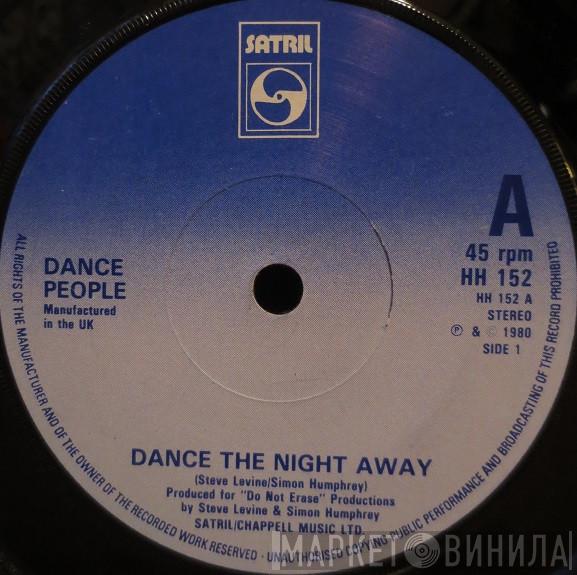 SATRIL
A
45 rpm
HH 152
HH 152 A
STEREO
℗ & © 1980
SIDE 1
DANCE
PEOPLE
Manufactured
in the UK
DANCE THE NIGHT AWAY
(Steve Levine/Simon Humphrey)
Produced for "Do Not Erase" Productions
by Steve Levine & Simon Humphrey
SATRIL/CHAPPELL MUSIC LTD.
ALL RIGHTS OF THE MANUFACTURER AND OF THE OWNER OF THE RECORDED WORK RESERVED · UNAUTHORISED COPYING PUBLIC PERFORMANCE AND BROADCASTING OF THIS RECORD PROHIBITED
МАРКЕТ ВИНИЛА